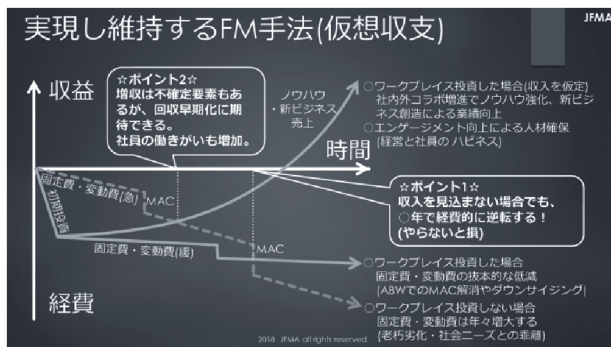 実現し維持するFM手法(仮想収支)
JFMA
収益
☆ポイント2☆
増収は不確定要素もあ
るが、回収早期化に期
待できる。
社員の働きがいも増加。
ノウハウ
・新ビジネス
売上
○ワークプレイス投資した場合(収入を仮定)
社内外コラボ増進でノウハウ強化、新ビジ
ネス創造による業績向上
○エンゲージメント向上による人材確保
(経営と社員の ハピネス)
時間
固定費・変動費(急)
MAC
初期投資
☆ポイント1☆
収入を見込まない場合でも、
○年で経費的に逆転する!
(やらないと損)
固定費・変動費(緩)
MAC
○ワークプレイス投資した場合
固定費・変動費の抜本的な低減
(ABWでのMAC解消やダウンサイジング)
○ワークプレイス投資しない場合
固定費・変動費は年々増大する
(老朽劣化・社会ニーズとの乖離)
経費
2018 JFMA all rights reserved